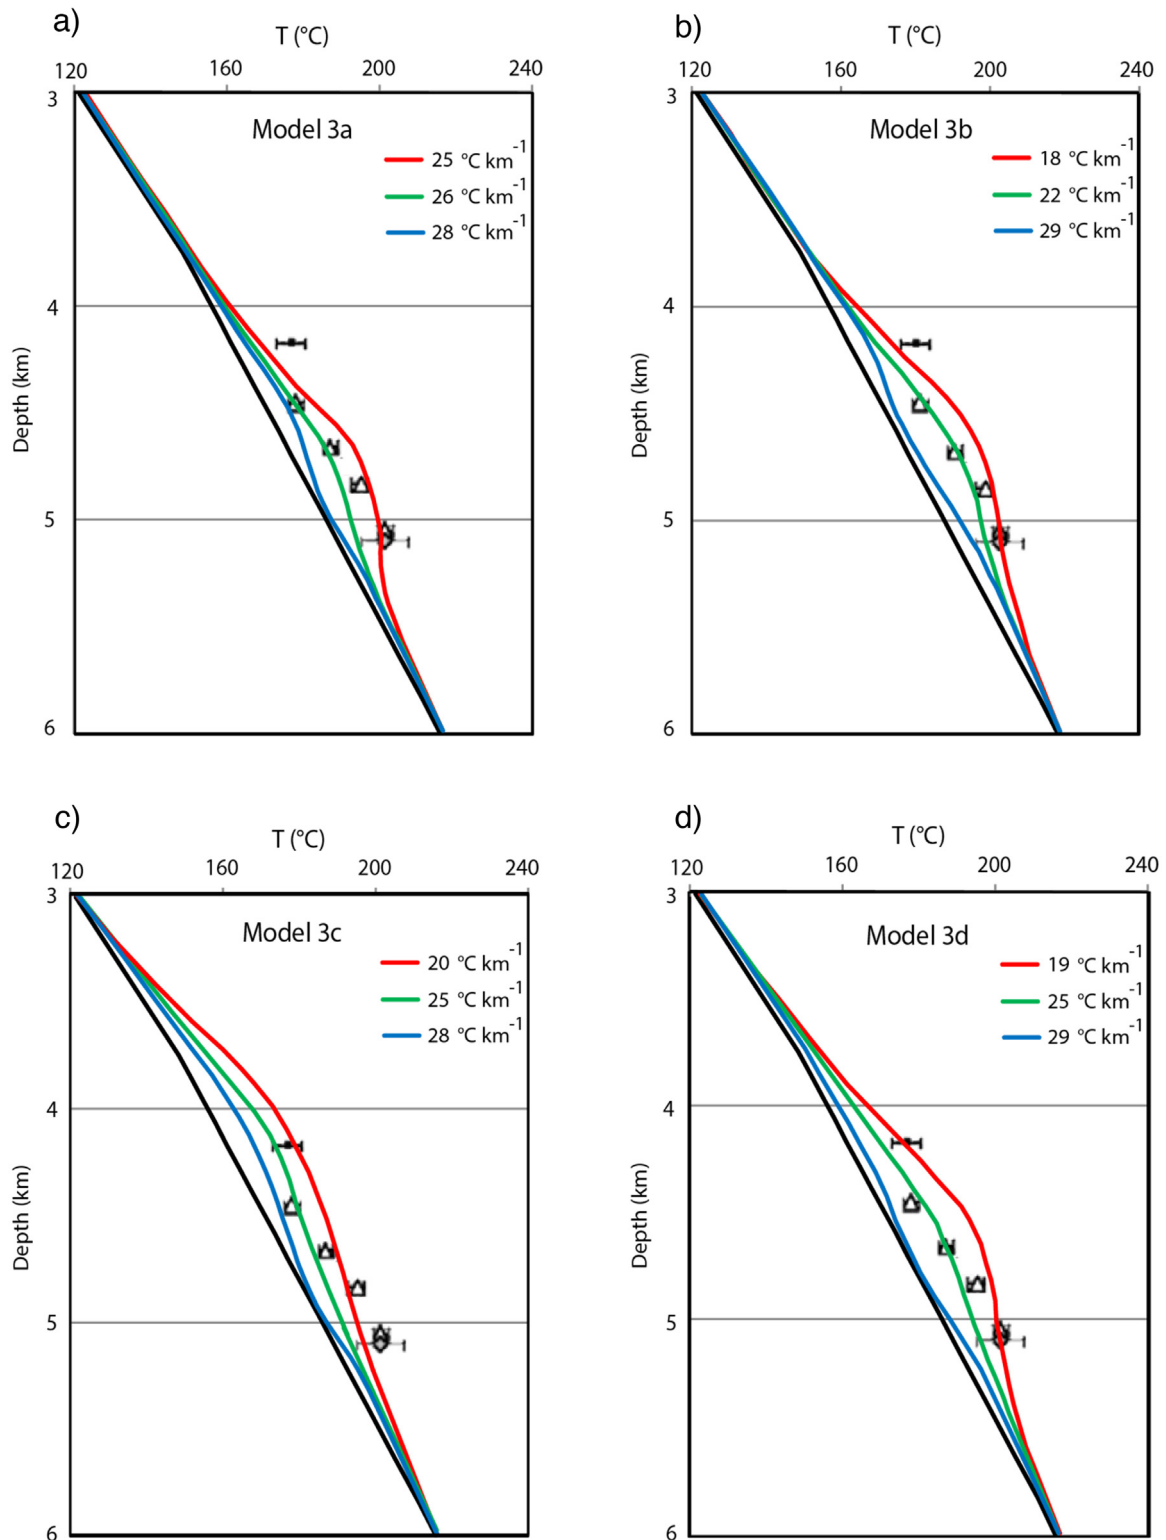 a)
T (°C)
120 160 200 240
3
Model 3a
25 °C km-1
26 °C km-1
28 °C km-1
4
Depth (km)
5
6
b)
T (°C)
120 160 200 240
3
Model 3b
18 °C km-1
22 °C km-1
29 °C km-1
4
Depth (km)
5
6
c)
T (°C)
120 160 200 240
3
Model 3c
20 °C km-1
25 °C km-1
28 °C km-1
4
Depth (km)
5
6
d)
T (°C)
120 160 200 240
3
Model 3d
19 °C km-1
25 °C km-1
29 °C km-1
4
Depth (km)
5
6